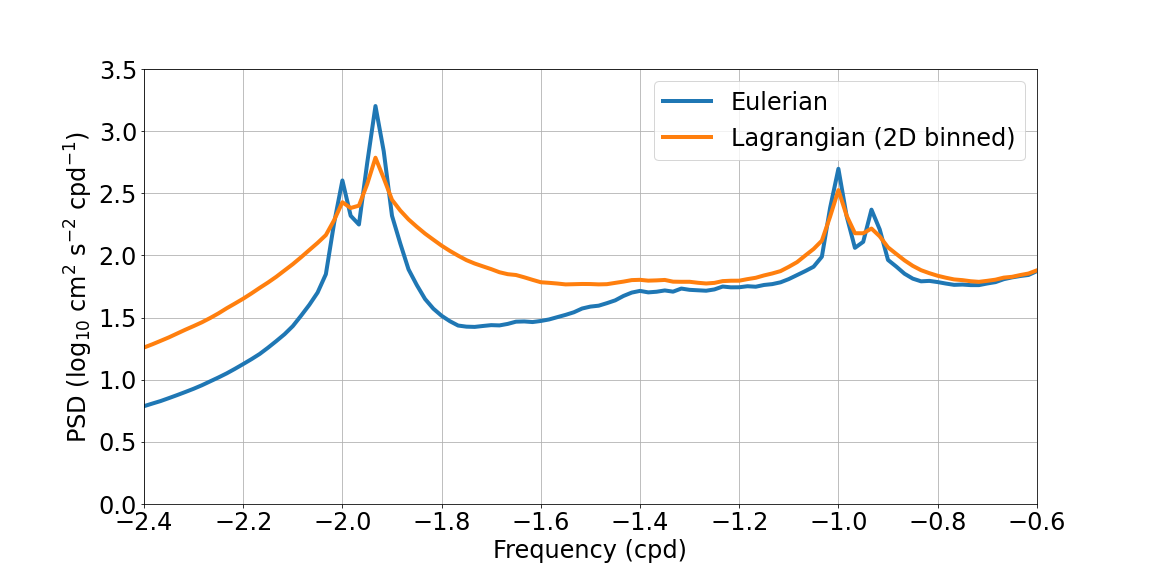 3.5
3.0
2.5
2.0
1.5
1.0
0.5
0.0
PSD (log₁₀ cm² s⁻² cpd⁻¹)
Eulerian
Lagrangian (2D binned)
−2.4 −2.2 −2.0 −1.8 −1.6 −1.4 −1.2 −1.0 −0.8 −0.6
Frequency (cpd)